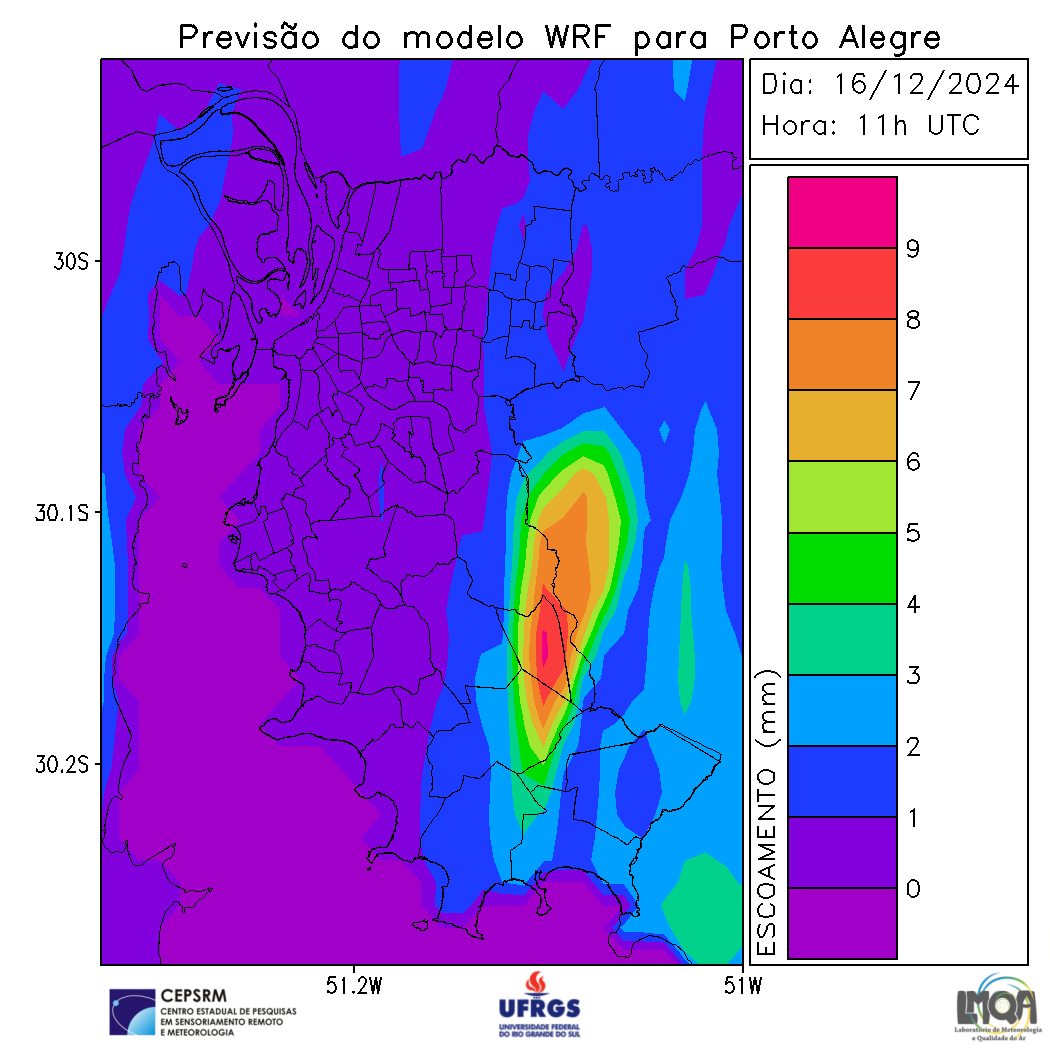 Previsão do modelo WRF para Porto Alegre
Dia: 16/12/2024
Hora: 11h UTC
9
8
7
6
5
4
3
2
1
0
ESCOAMENTO (mm)
30S
30.1S
30.2S
51.2W
51W
CEPSRM
CENTRO ESTADUAL DE PESQUISAS
EM SENSORIAMENTO REMOTO
E METEOROLOGIA
UFRGS
UNIVERSIDADE FEDERAL
DO RIO GRANDE DO SUL
LMQA
Laboratório de Meteorologia
e Qualidade do Ar